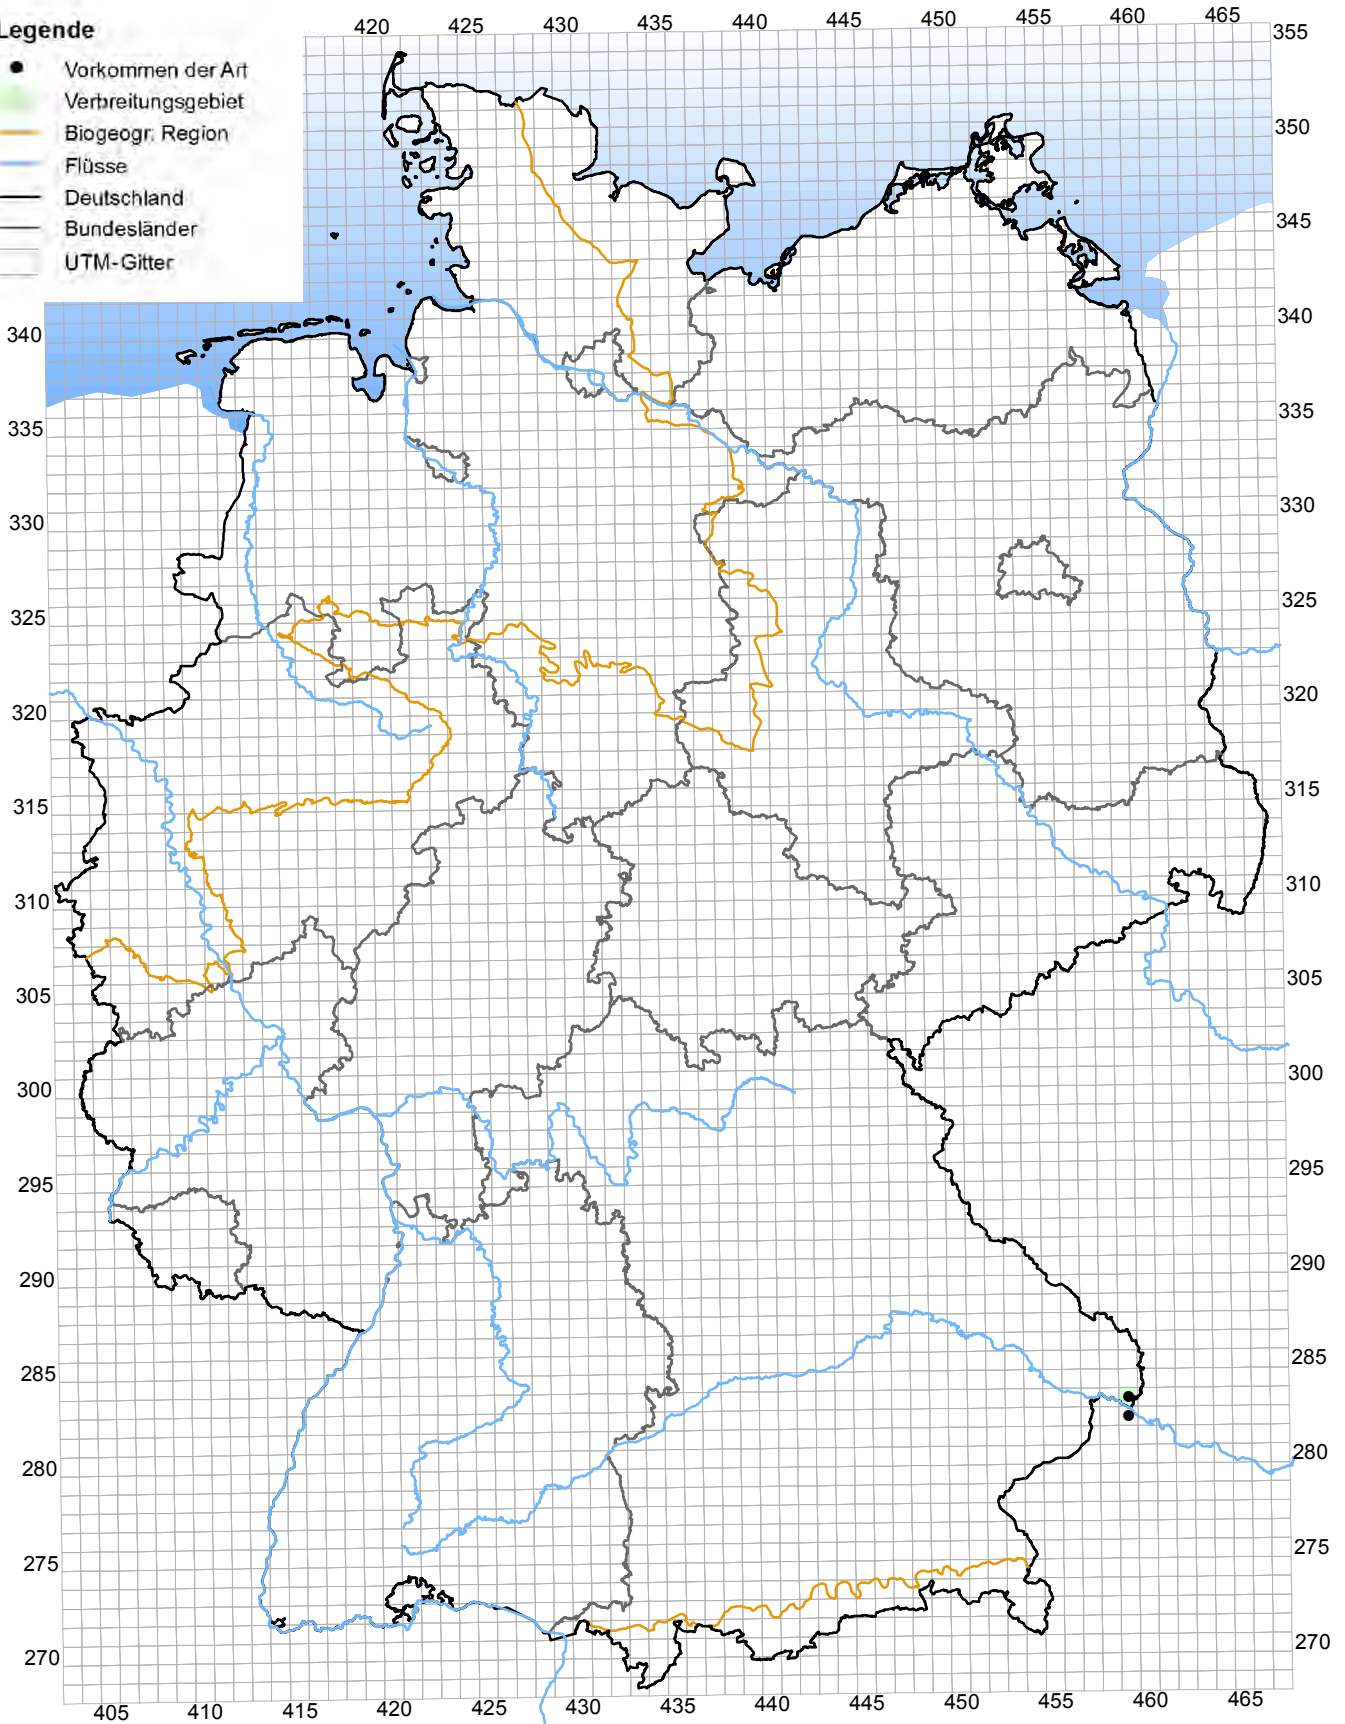 Legende
Vorkommen der Art
Verbreitungsgebiet
Biogeogr. Region
Flüsse
Deutschland
Bundesländer
UTM-Gitter
420 425 430 435 440 445 450 455 460 465
355
350
345
340 340
335 335
330 330
325 325
320 320
315 315
310 310
305 305
300 300
295 295
290 290
285 285
280 280
275 275
270 270
405 410 415 420 425 430 435 440 445 450 455 460 465